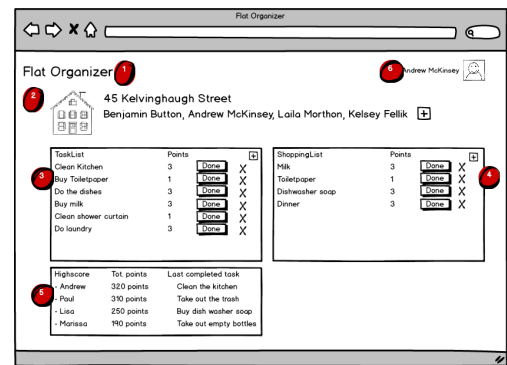 Flat Organizer
Flat Organizer 1
6 Andrew McKinsey
2
45 Kelvinghaugh Street
Benjamin Button, Andrew McKinsey, Laila Morthon, Kelsey Fellik +
3
TaskList Points +
Clean Kitchen 3 Done X
Buy Toiletpaper 1 Done X
Do the dishes 3 Done X
Buy milk 3 Done X
Clean shower curtain 1 Done X
Do laundry 3 Done X
4
ShoppingList Points +
Milk 3 Done X
Toiletpaper 1 Done X
Dishwasher soap 3 Done X
Dinner 3 Done X
5
Highscore Tot. points Last completed task
- Andrew 320 points Clean the kitchen
- Paul 310 points Take out the trash
- Lisa 250 points Buy dish washer soap
- Marissa 190 points Take out empty bottles